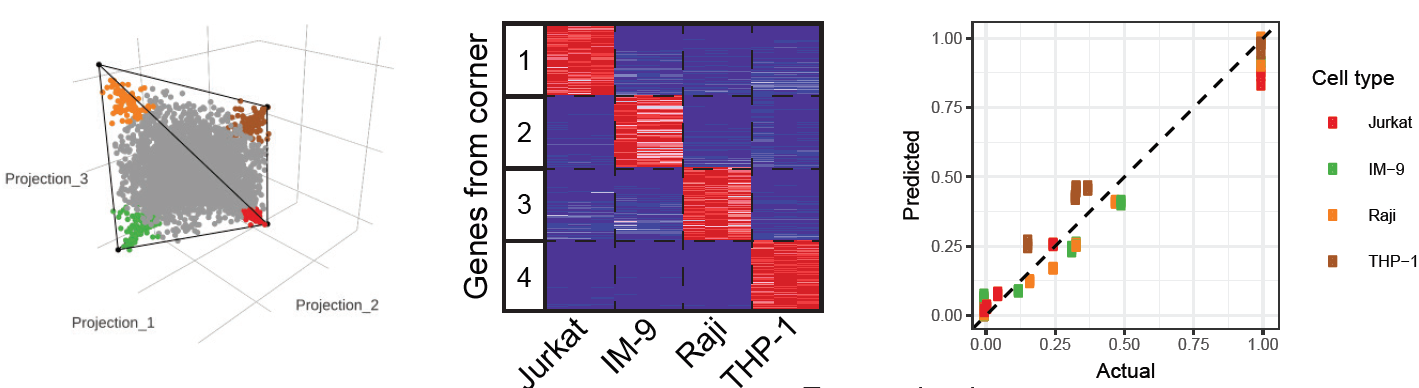 Projection_3
Projection_2
Projection_1
Genes from corner
1
2
3
4
Jurkat
IM-9
Raji
THP-1
Predicted
1.00
0.75
0.50
0.25
0.00
0.00 0.25 0.50 0.75 1.00
Actual
Cell type
Jurkat
IM−9
Raji
THP−1